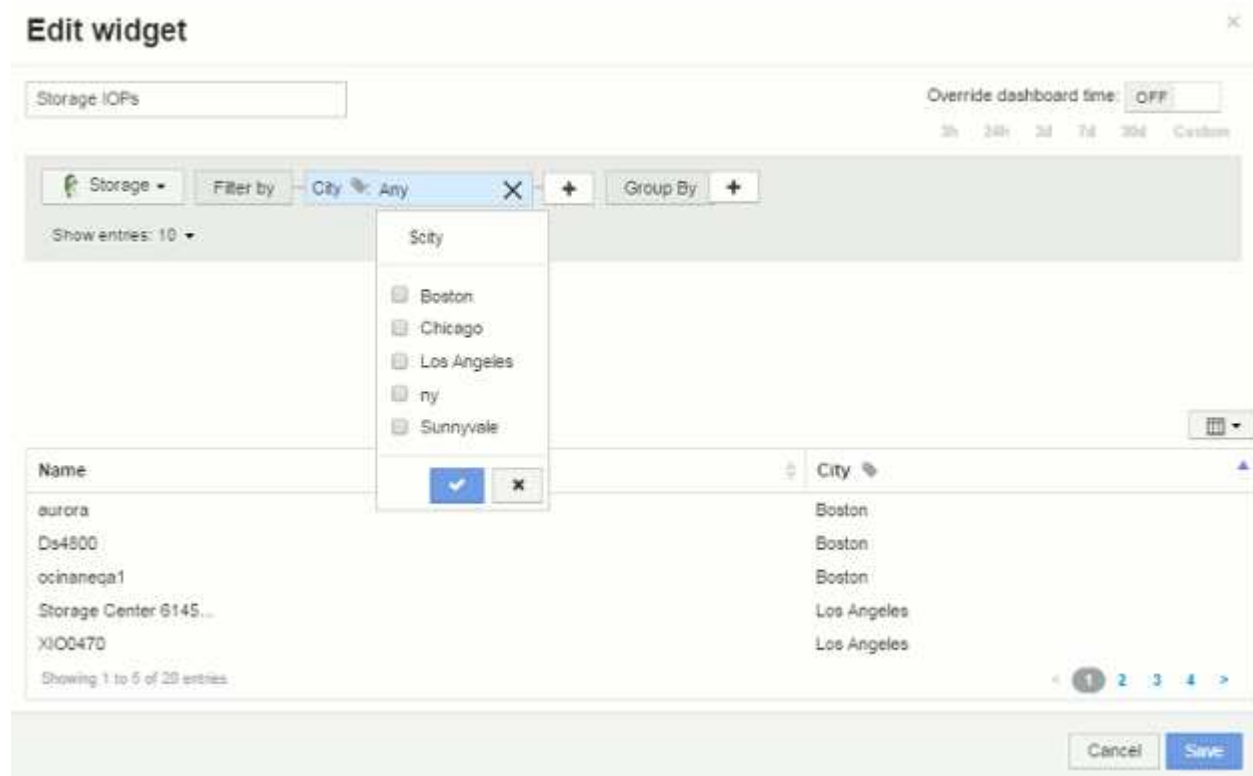 Edit widget
Storage IOPs
Override dashboard time: OFF
3h 24h 3d 7d 30d Custom
Storage
Filter by
City
Any
Group By
Show entries: 10
$city
Boston
Chicago
Los Angeles
ny
Sunnyvale
Name City
aurora Boston
Ds4800 Boston
ocinaneqa1 Boston
Storage Center 6145... Los Angeles
XIO0470 Los Angeles
Showing 1 to 5 of 20 entries < 1 2 3 4 >
Cancel Save